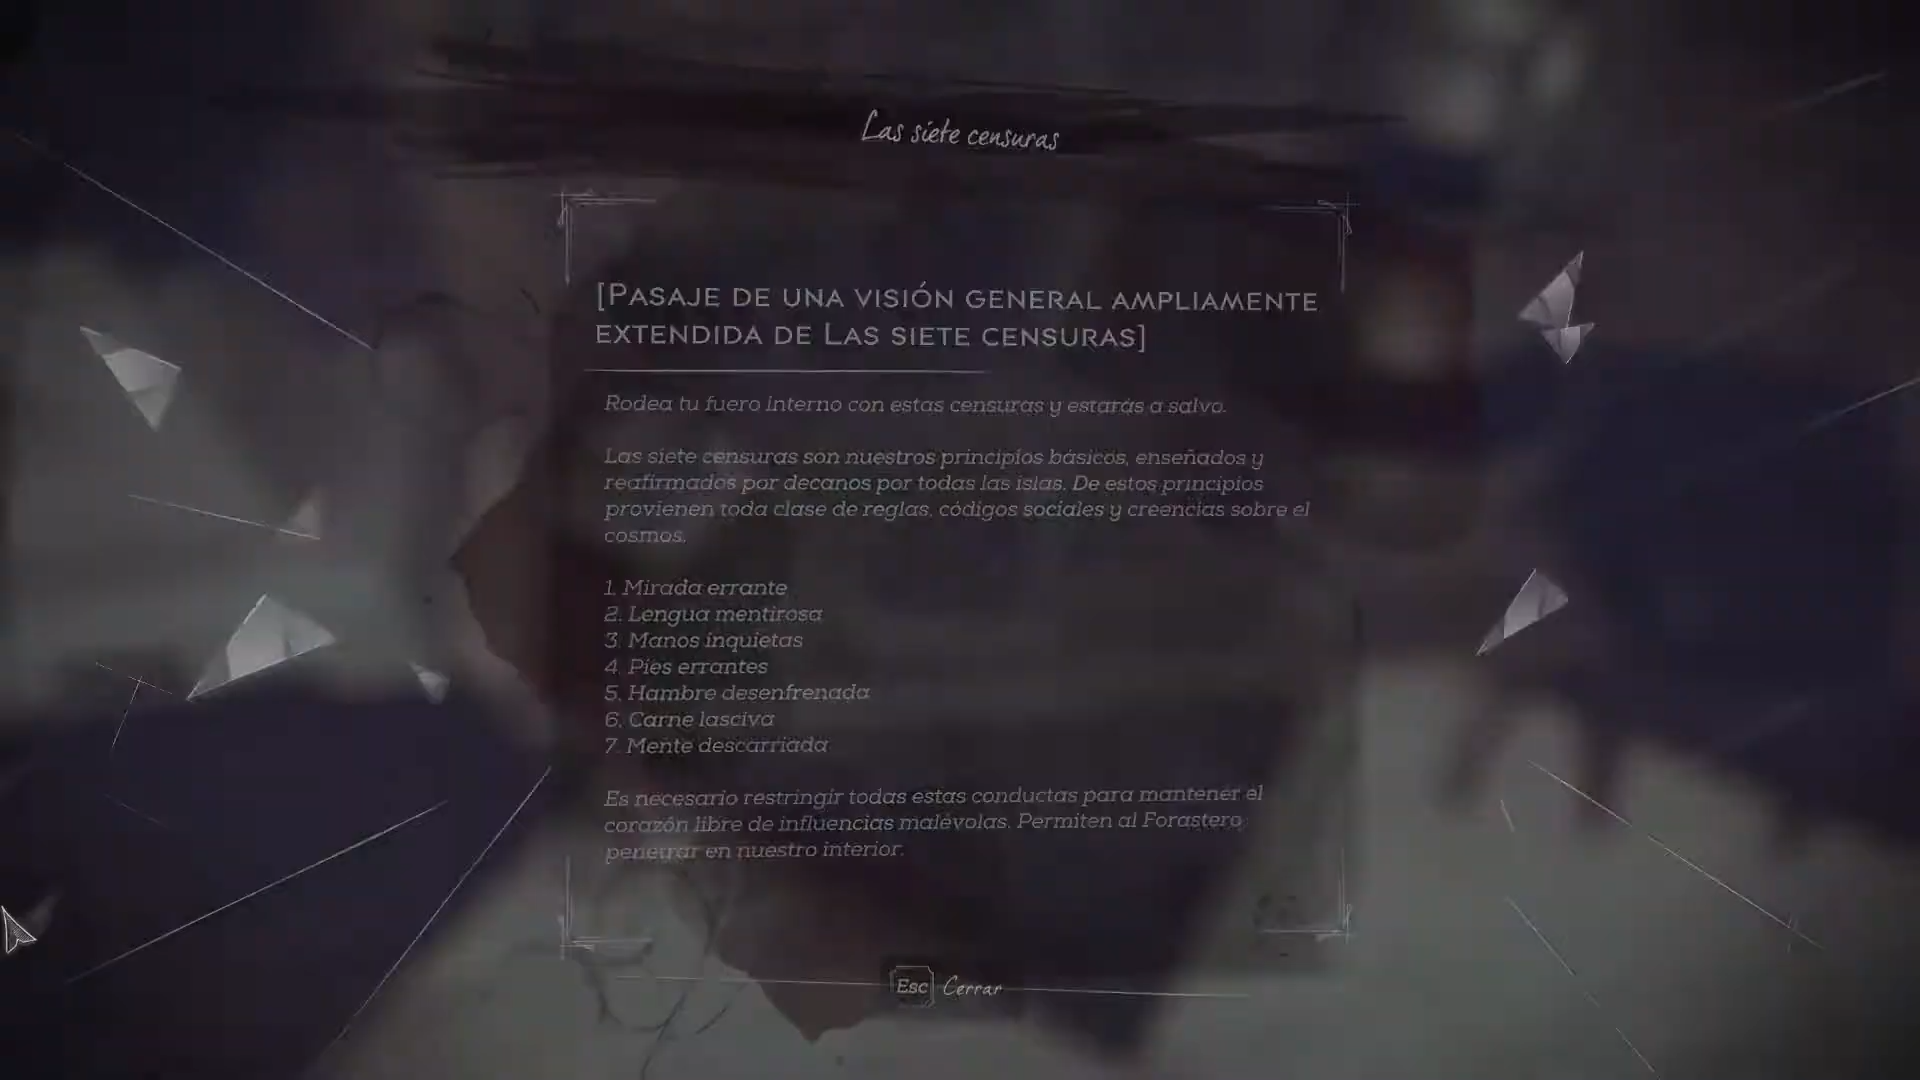 Las siete censuras
[Pasaje de una visión general ampliamente
extendida de Las siete censuras]
Rodea tu fuero interno con estas censuras y estarás a salvo.
Las siete censuras son nuestros principios básicos, enseñados y
reafirmados por decanos por todas las islas. De estos principios
provienen toda clase de reglas, códigos sociales y creencias sobre el
cosmos.
1. Mirada errante
2. Lengua mentirosa
3. Manos inquietas
4. Pies errantes
5. Hambre desenfrenada
6. Carne lasciva
7. Mente descarriada
Es necesario restringir todas estas conductas para mantener el
corazón libre de influencias malévolas. Permiten al Forastero
penetrar en nuestro interior.
Esc Cerrar